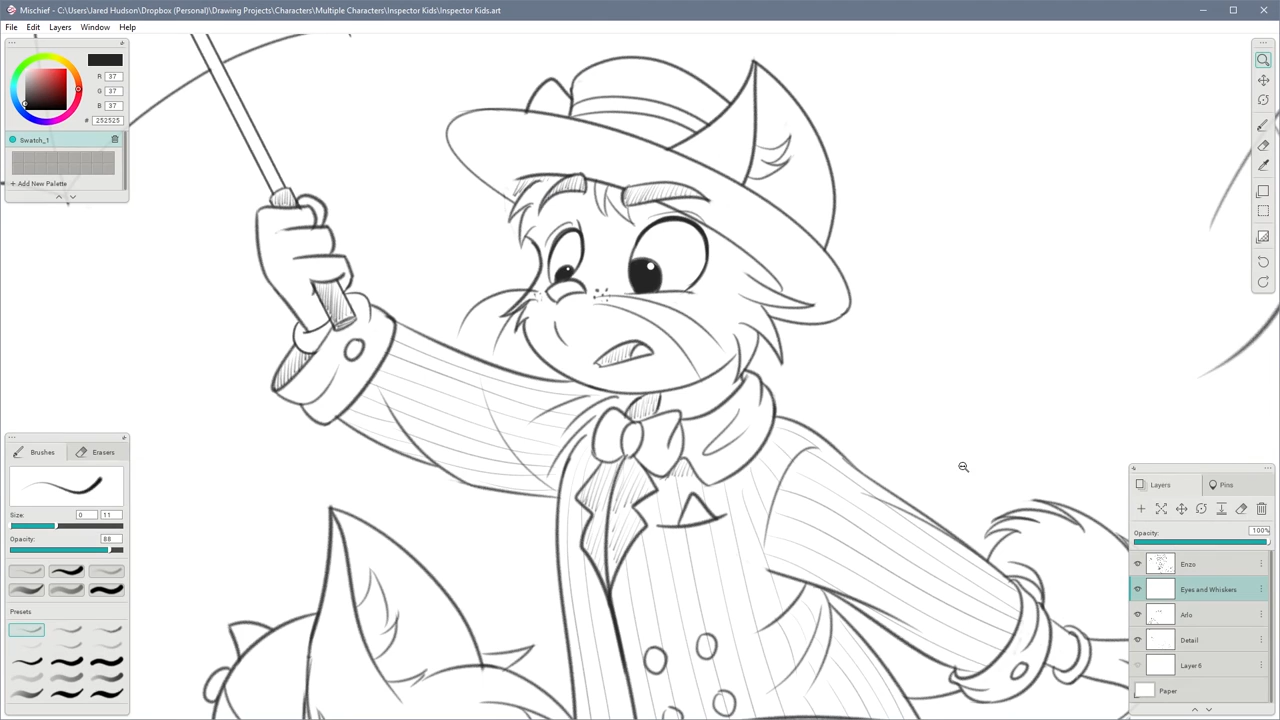 Mischief - C:\Users\Jared Hudson\Dropbox (Personal)\Drawing Projects\Characters\Multiple Characters\Inspector Kids\Inspector Kids.art
File Edit Layers Window Help
R 37
G 37
B 37
# 252525
Swatch_1
+ Add New Palette
Brushes Erasers
Size: 0 11
Opacity: 88
Presets
Layers Pins
Opacity: 100%
Enzo
Eyes and Whiskers
Arlo
Detail
Layer 6
Paper